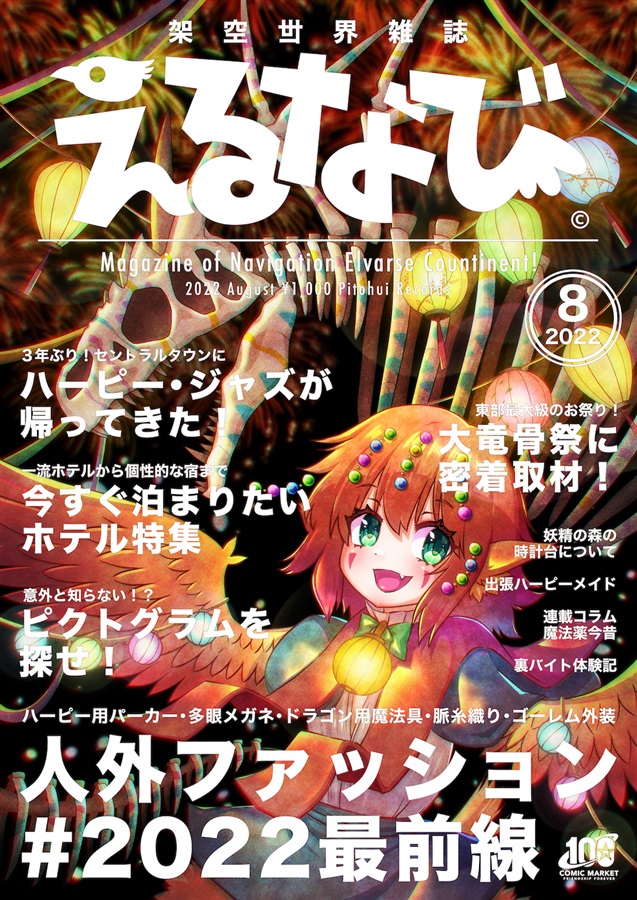 架空丗界雑誌
えるなび
©
Magazine of Navigation Elvarse Countinent!
2022 August ¥1,000 Pitohui Records
8
2022
3年ぶり！セントラルタウンに
ハーピー・ジャズが
帰ってきた！
東部最大級のお祭り！
大竜骨祭に
密着取材！
一流ホテルから個性的な宿まで
今すぐ泊まりたい
ホテル特集
妖精の森の
時計台について
出張ハーピーメイド
連載コラム
魔法薬今昔
裏バイト体験記
意外と知らない！？
ピクトグラムを
探せ！
ハーピー用パーカー・多眼メガネ・ドラゴン用魔法具・脈糸織り・ゴーレム外装
人外ファッション
#2022最前線
100
COMIC MARKET
FRIENDSHIP FOREVER